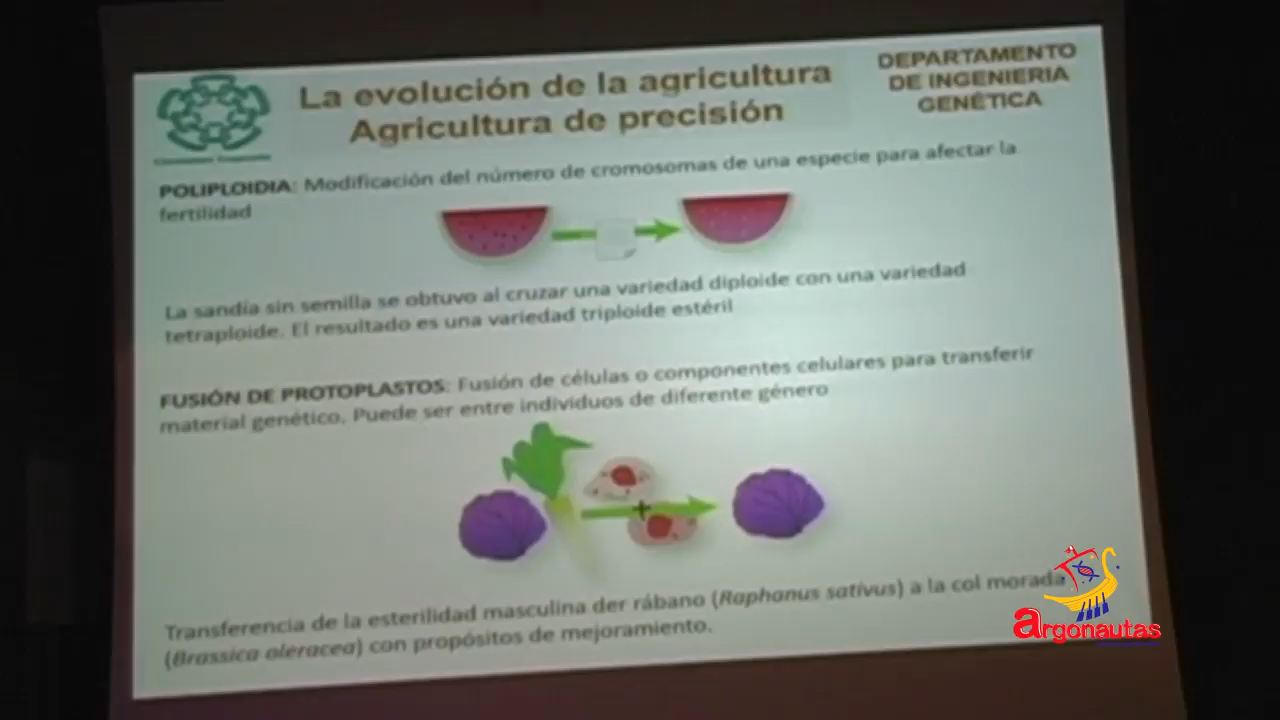 La evolución de la agricultura
Agricultura de precisión
DEPARTAMENTO
DE INGENIERIA
GENÉTICA
POLIPLOIDIA: Modificación del número de cromosomas de una especie para afectar la
fertilidad
La sandía sin semilla se obtuvo al cruzar una variedad diploide con una variedad
tetraploide. El resultado es una variedad triploide estéril
FUSIÓN DE PROTOPLASTOS: Fusión de células o componentes celulares para transferir
material genético. Puede ser entre individuos de diferente género
+
Transferencia de la esterilidad masculina der rábano (Raphanus sativus) a la col morada
(Brassica oleracea) con propósitos de mejoramiento.
argonautas